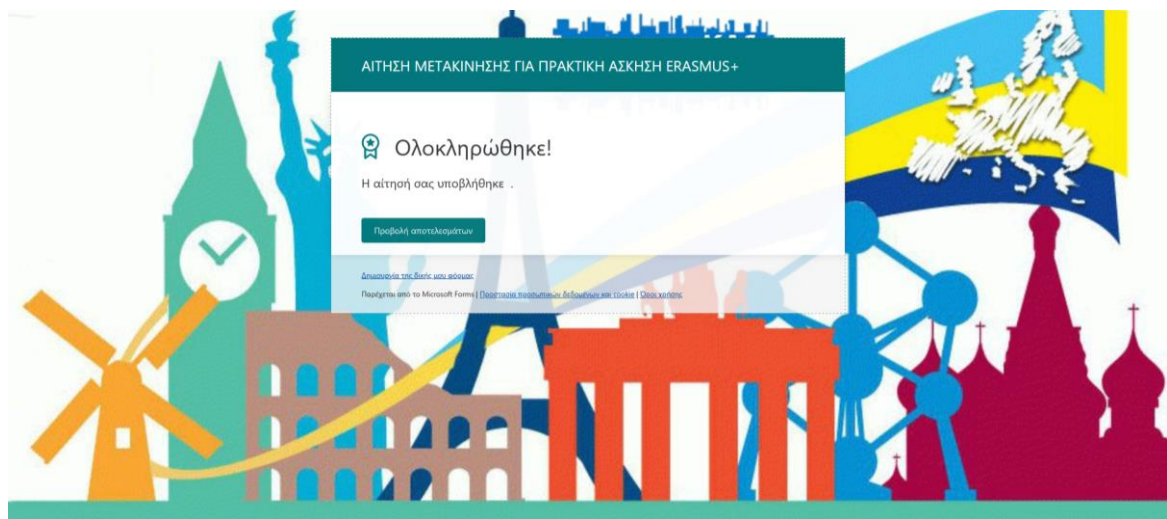 ΑΙΤΗΣΗ ΜΕΤΑΚΙΝΗΣΗΣ ΓΙΑ ΠΡΑΚΤΙΚΗ ΑΣΚΗΣΗ ERASMUS+
Ολοκληρώθηκε!
Η αίτησή σας υποβλήθηκε .
Προβολή αποτελεσμάτων
Δημιουργία της δικής μου φόρμας
Παρέχεται από το Microsoft Forms | Προστασία προσωπικών δεδομένων και cookie | Όροι χρήσης